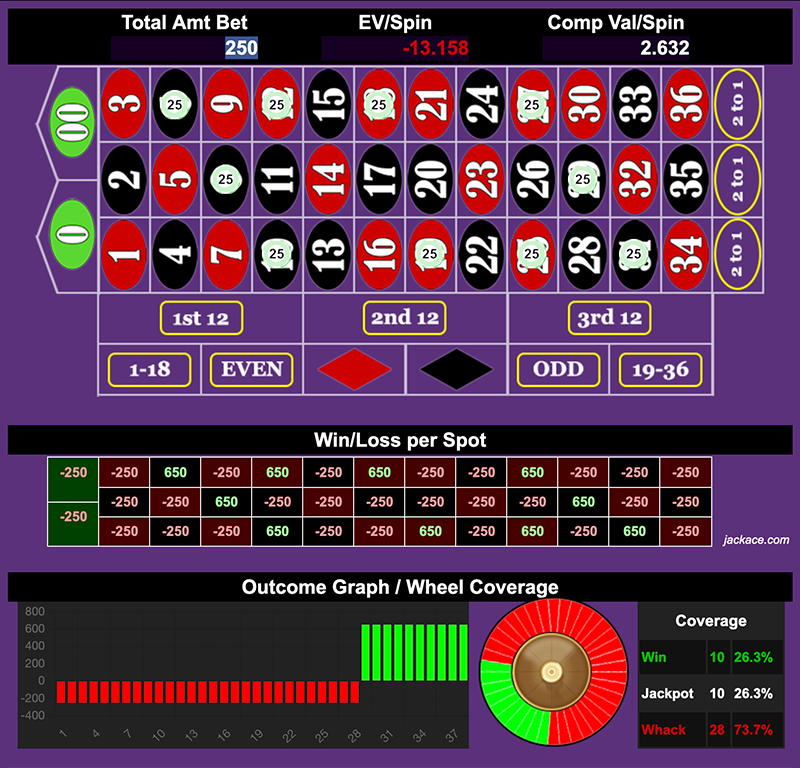 Total Amt Bet EV/Spin Comp Val/Spin
250 -13.158 2.632
00 3 25 9 25 15 25 21 24 25 30 33 36 2 to 1
2 5 25 11 14 17 20 23 26 25 32 35 2 to 1
0 1 4 7 25 13 16 25 22 25 28 25 34 2 to 1
1st 12 2nd 12 3rd 12
1-18 EVEN ODD 19-36
Win/Loss per Spot
-250 -250 650 -250 650 -250 650 -250 -250 650 -250 -250 -250
-250 -250 650 -250 -250 -250 -250 -250 -250 650 -250 -250
-250 -250 -250 -250 650 -250 -250 650 -250 650 -250 650 -250
jackace.com
Outcome Graph / Wheel Coverage
800
600
400
200
0
-200
-400
1 4 7 10 13 16 19 22 25 28 31 34 37
Coverage
Win 10 26.3%
Jackpot 10 26.3%
Whack 28 73.7%